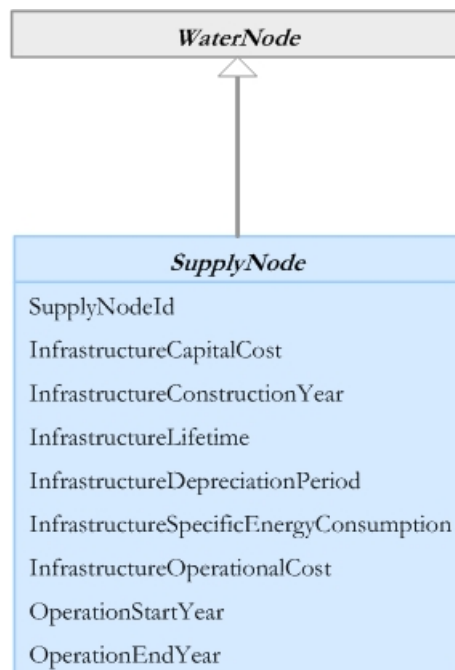 WaterNode
SupplyNode
SupplyNodeId
InfrastructureCapitalCost
InfrastructureConstructionYear
InfrastructureLifetime
InfrastructureDepreciationPeriod
InfrastructureSpecificEnergyConsumption
InfrastructureOperationalCost
OperationStartYear
OperationEndYear